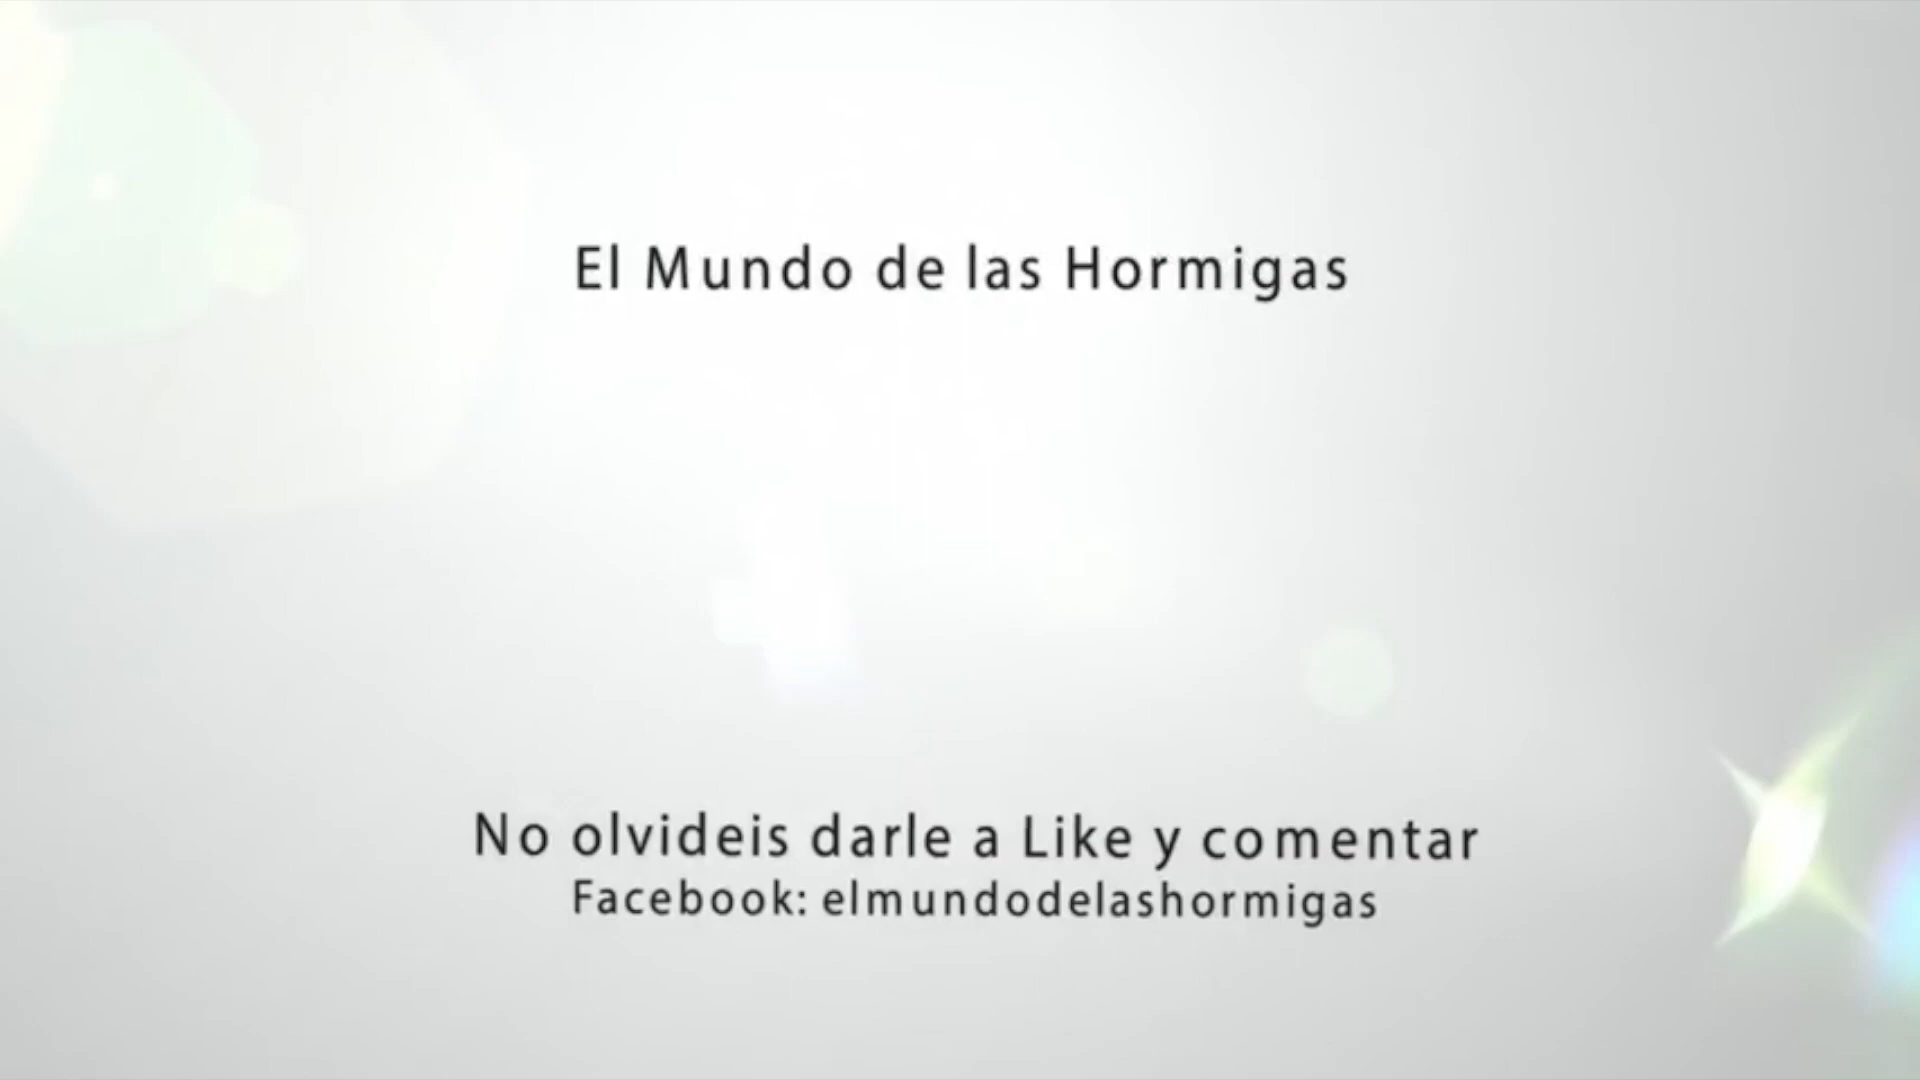 El Mundo de las Hormigas
No olvideis darle a Like y comentar
Facebook: elmundodelashormigas